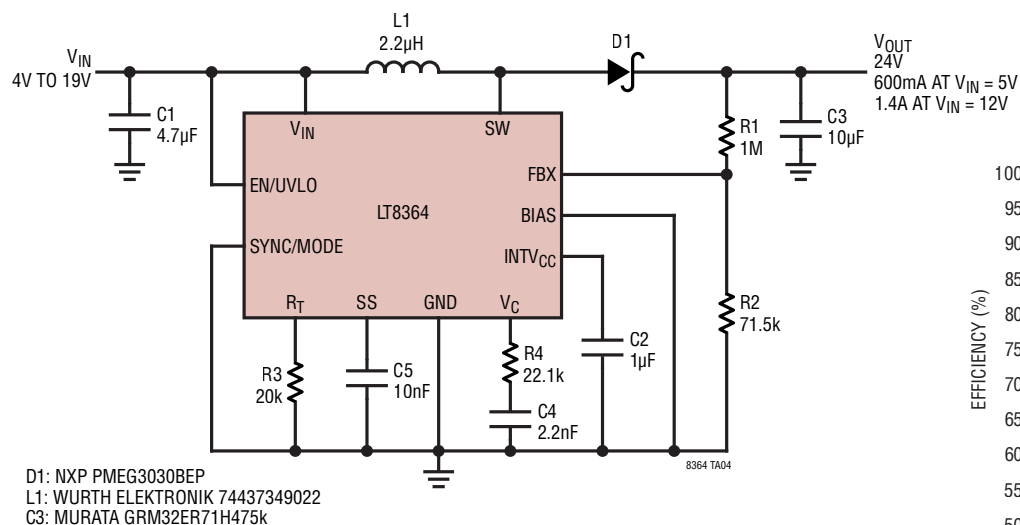 L1
2.2µH
D1
VIN
4V TO 19V
VOUT
24V
600mA AT VIN = 5V
1.4A AT VIN = 12V
C1
4.7µF
VIN
SW
R1
1M
C3
10µF
EN/UVLO
FBX
LT8364
BIAS
SYNC/MODE
INTVCC
RT
SS
GND
VC
R2
71.5k
C2
1µF
R3
20k
C5
10nF
R4
22.1k
C4
2.2nF
8364 TA04
D1: NXP PMEG3030BEP
L1: WURTH ELEKTRONIK 74437349022
C3: MURATA GRM32ER71H475k
EFFICIENCY (%)
100
95
90
85
80
75
70
65
60
55
50